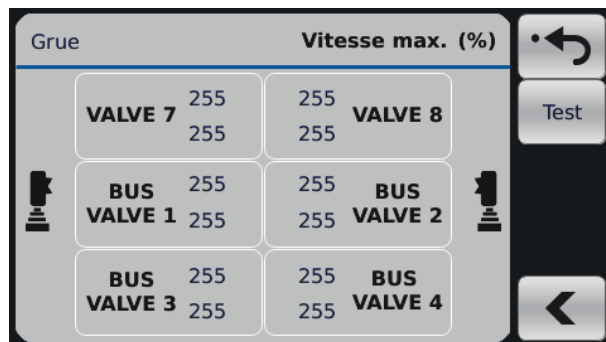 Grue Vitesse max. (%)
VALVE 7 255 255 VALVE 8
255 255
Test
BUS 255 255 BUS
VALVE 1 255 255 VALVE 2
BUS 255 255 BUS
VALVE 3 255 255 VALVE 4